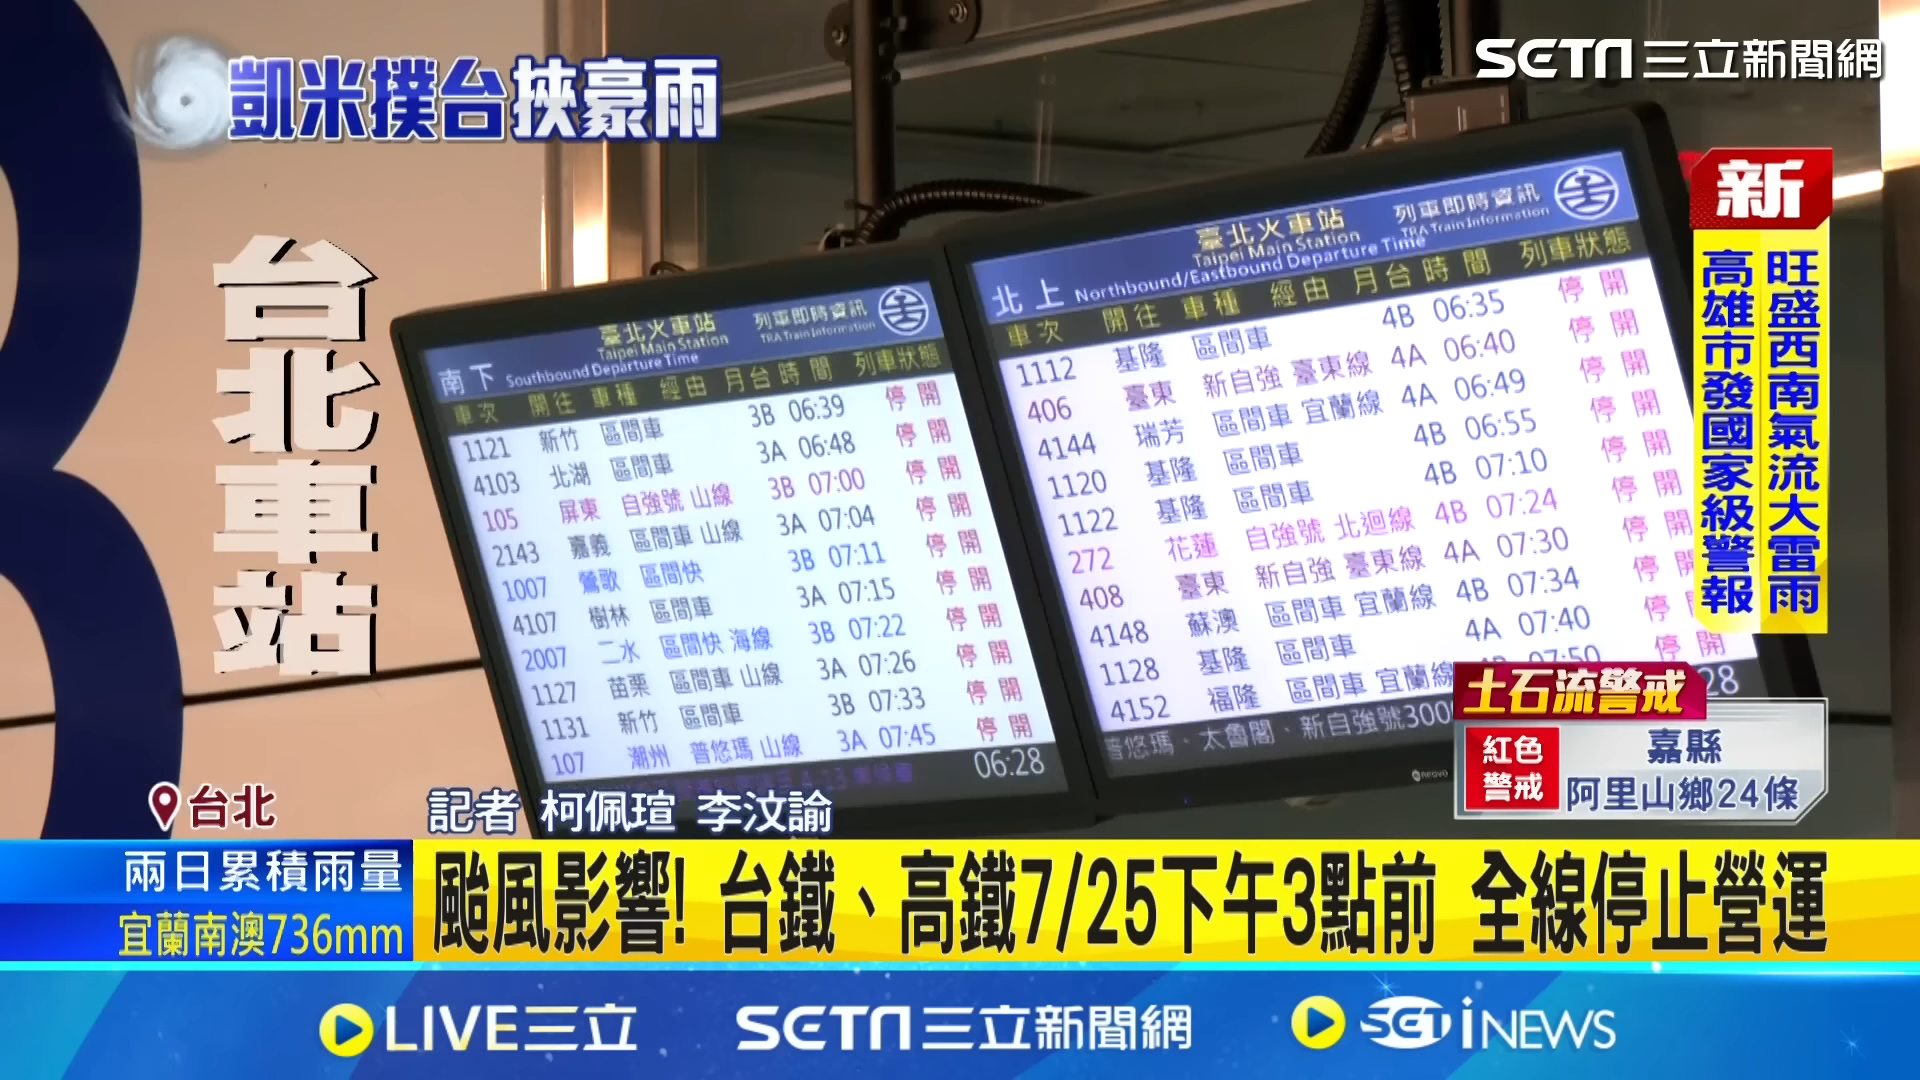 凱米撲台挾豪雨
SETN三立新聞網
台北車站
新
旺盛西南氣流大雷雨
高雄市發國家級警報
臺北火車站
Taipei Main Station
列車即時資訊
TRA Train Information
南下 Southbound Departure Time
車次 開往 車種 經由 月台 時間 列車狀態
1121 新竹 區間車 3B 06:39 停開
4103 北湖 區間車 3A 06:48 停開
105 屏東 自強號 山線 3B 07:00 停開
2143 嘉義 區間車 山線 3A 07:04 停開
1007 鶯歌 區間快 3B 07:11 停開
4107 樹林 區間車 3A 07:15 停開
2007 二水 區間快 海線 3B 07:22 停開
1127 苗栗 區間車 山線 3A 07:26 停開
1131 新竹 區間車 3B 07:33 停開
107 潮州 普悠瑪 山線 3A 07:45 停開
06:28
臺北火車站
Taipei Main Station
列車即時資訊
TRA Train Information
北上 Northbound/Eastbound Departure Time
車次 開往 車種 經由 月台 時間 列車狀態
1112 基隆 區間車 4B 06:35 停開
406 臺東 新自強 臺東線 4A 06:40 停開
4144 瑞芳 區間車 宜蘭線 4A 06:49 停開
1120 基隆 區間車 4B 06:55 停開
1122 基隆 區間車 4B 07:10 停開
272 花蓮 自強號 北迴線 4B 07:24 停開
408 臺東 新自強 臺東線 4A 07:30 停開
4148 蘇澳 區間車 宜蘭線 4B 07:34 停開
1128 基隆 區間車 4A 07:40 停
4152 福隆 區間車 宜蘭線 07:50 停開
普悠瑪、太魯閣、新自強號300
28
土石流警戒
紅色警戒
嘉縣
阿里山鄉24條
台北
記者 柯佩瑄 李汶諭
兩日累積雨量
宜蘭南澳736mm
颱風影響! 台鐵、高鐵7/25下午3點前 全線停止營運
LIVE三立
SETN三立新聞網
SET iNEWS